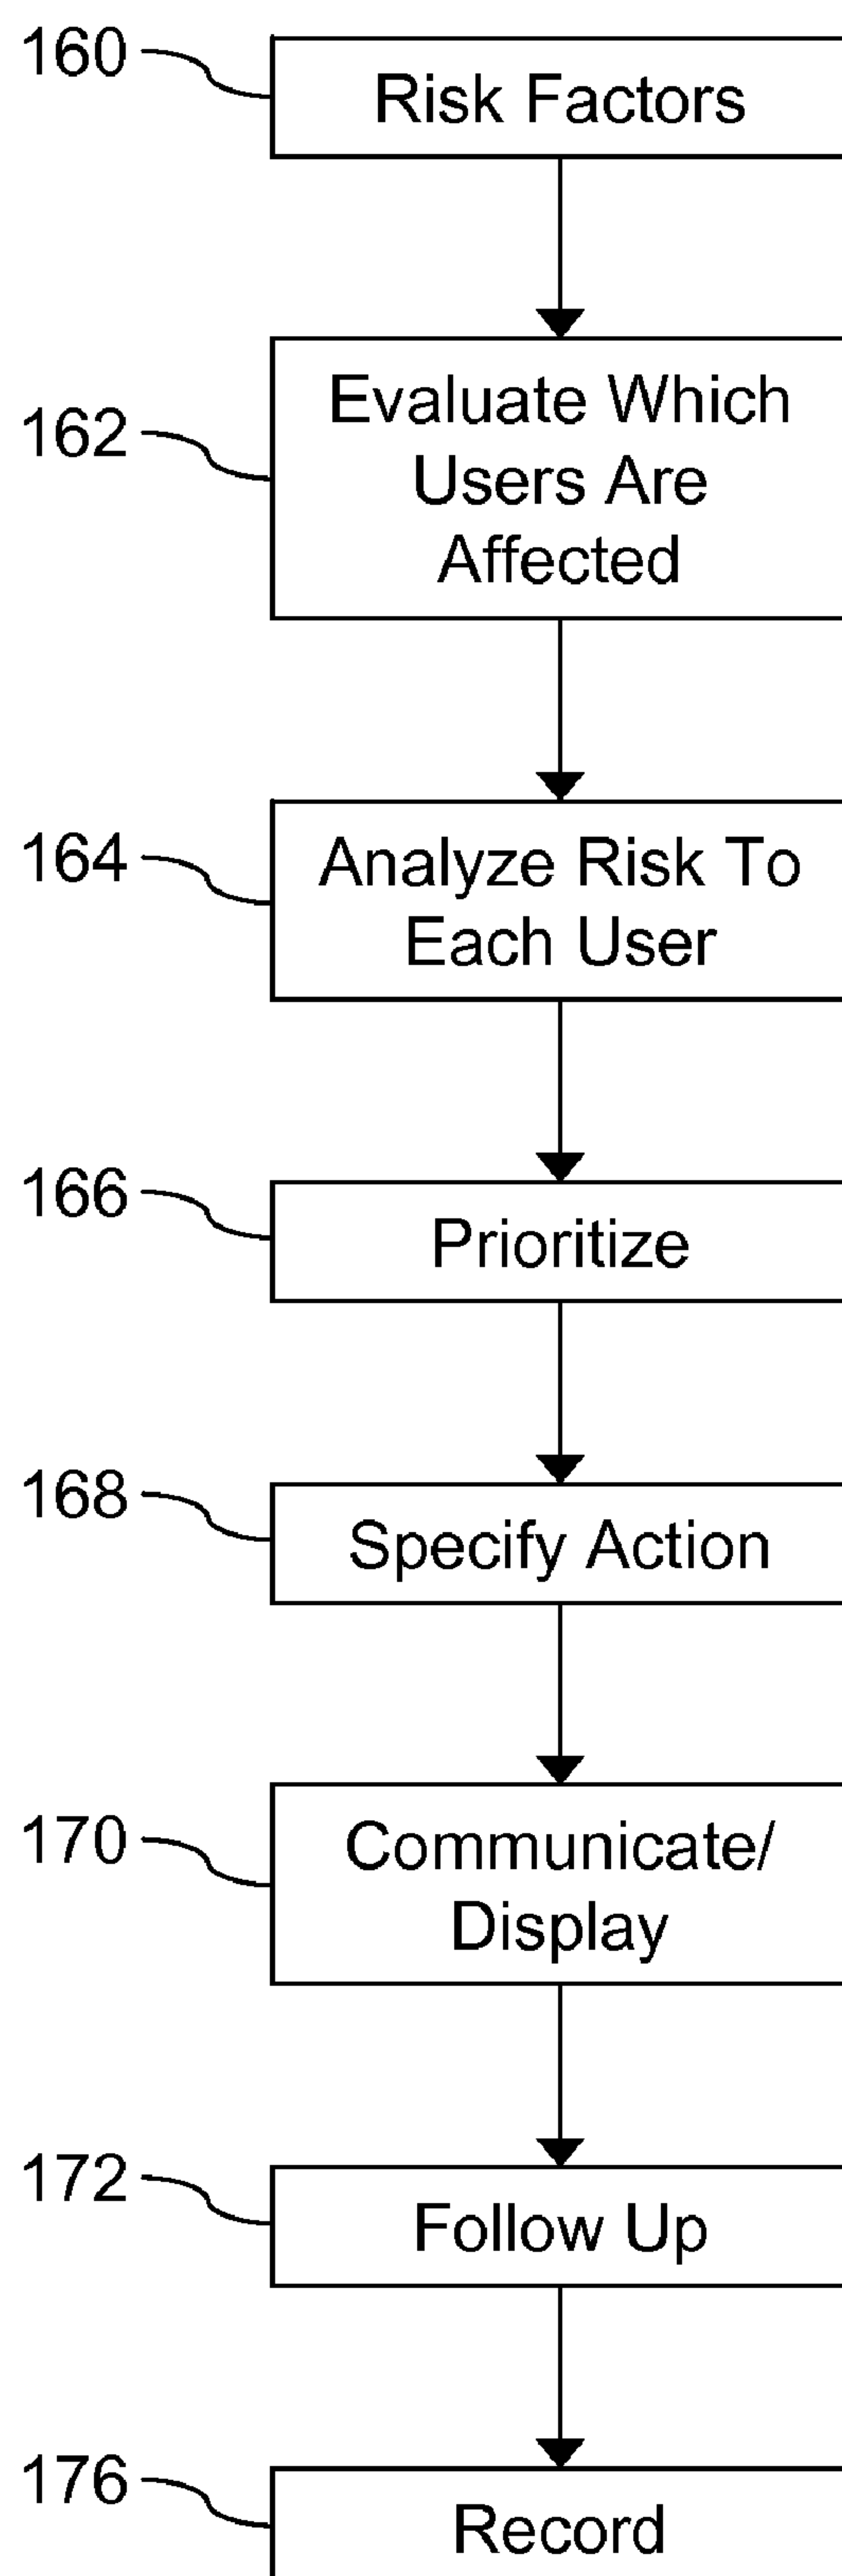 160
Risk Factors
162
Evaluate Which
Users Are
Affected
164
Analyze Risk To
Each User
166
Prioritize
168
Specify Action
170
Communicate/
Display
172
Follow Up
176
Record